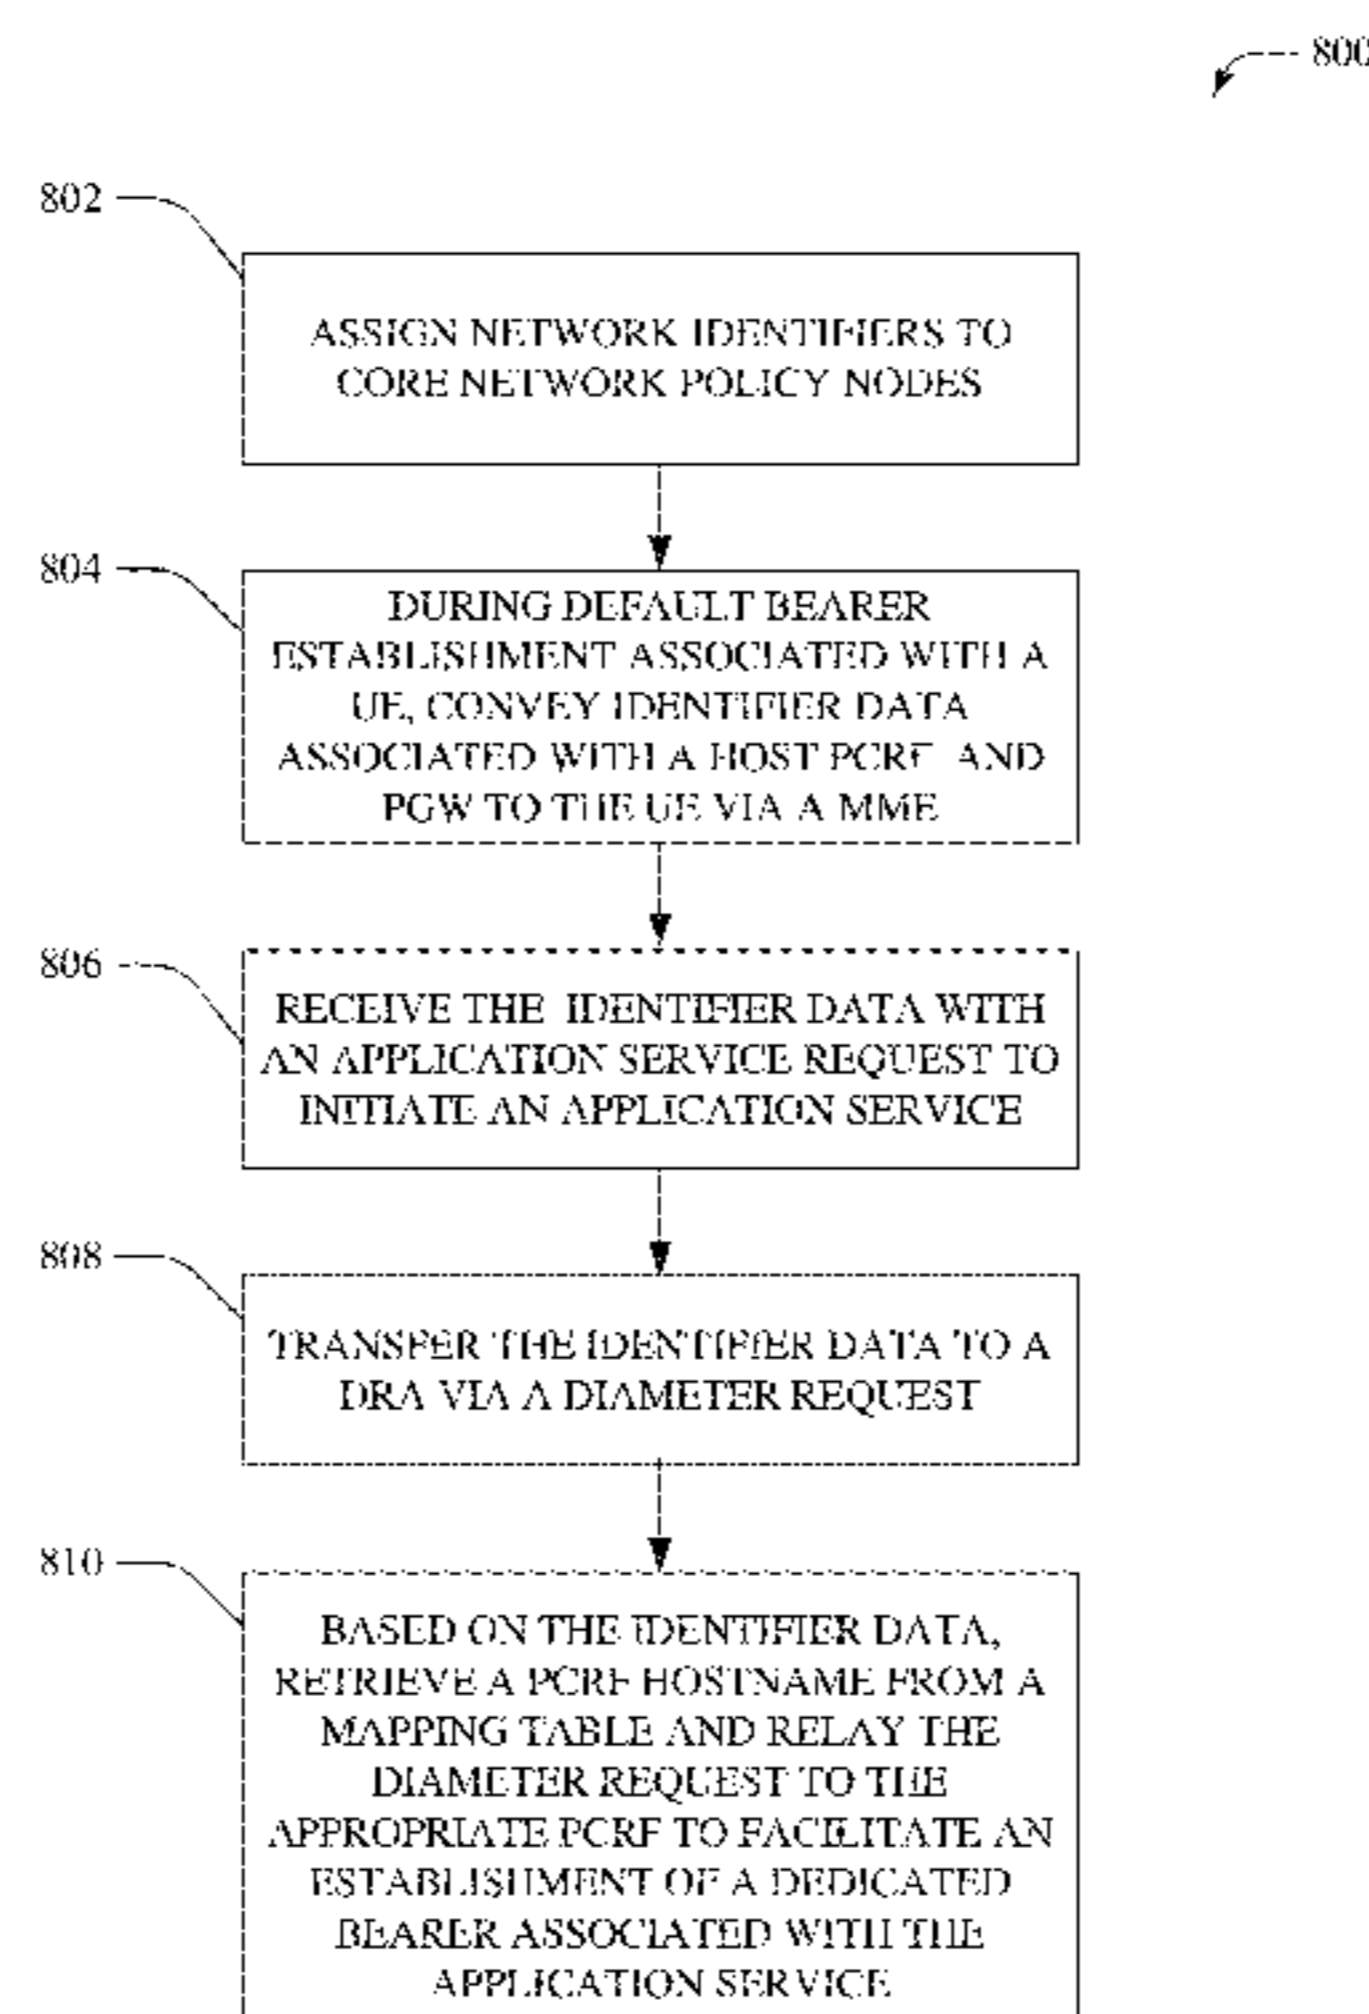 800
802
ASSIGN NETWORK IDENTIFIERS TO
CORE NETWORK POLICY NODES
804
DURING DEFAULT BEARER
ESTABLISHMENT ASSOCIATED WITH A
UE, CONVEY IDENTIFIER DATA
ASSOCIATED WITH A HOST PCRF AND
PGW TO THE UE VIA A MME
806
RECEIVE THE IDENTIFIER DATA WITH
AN APPLICATION SERVICE REQUEST TO
INITIATE AN APPLICATION SERVICE
808
TRANSFER THE IDENTIFIER DATA TO A
DRA VIA A DIAMETER REQUEST
810
BASED ON THE IDENTIFIER DATA,
RETRIEVE A PCRF HOSTNAME FROM A
MAPPING TABLE AND RELAY THE
DIAMETER REQUEST TO THE
APPROPRIATE PCRF TO FACILITATE AN
ESTABLISHMENT OF A DEDICATED
BEARER ASSOCIATED WITH THE
APPLICATION SERVICE